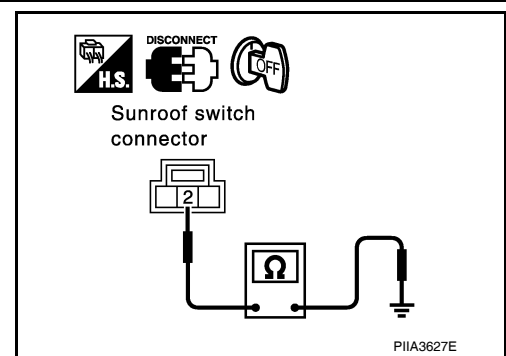 DISCONNECT
H.S.
OFF
Sunroof switch
connector
2
Ω
PIIA3627E